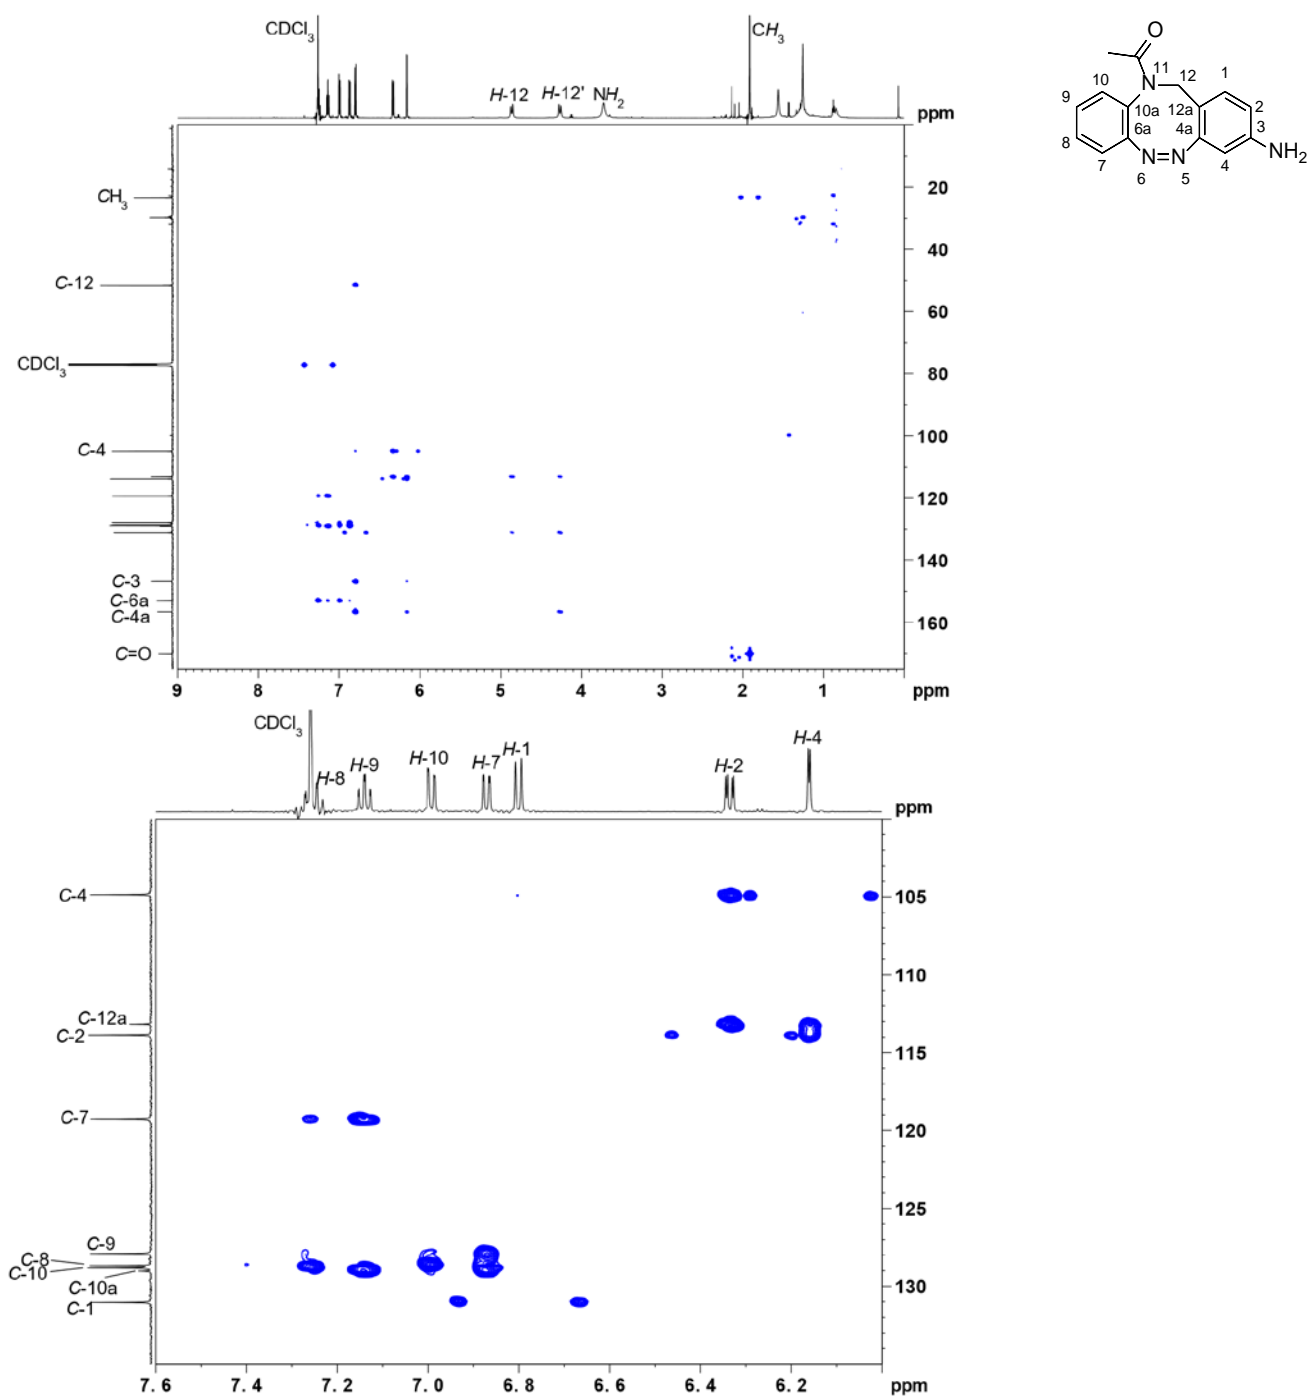 CDCl3
CH3
H-12
H-12'
NH2
ppm
CH3
C-12
CDCl3
C-4
C-3
C-6a
C-4a
C=O
20
40
60
80
100
120
140
160
9 8 7 6 5 4 3 2 1 ppm
O
11
12
1
10
N
9
10a
12a
2
6a
4a
3
8
N=N
NH2
7
6
5
4
CDCl3
H-8
H-9
H-10
H-7
H-1
H-2
H-4
ppm
C-4
C-12a
C-2
C-7
C-9
C-8
C-10
C-10a
C-1
105
110
115
120
125
130
7.6 7.4 7.2 7.0 6.8 6.6 6.4 6.2 ppm